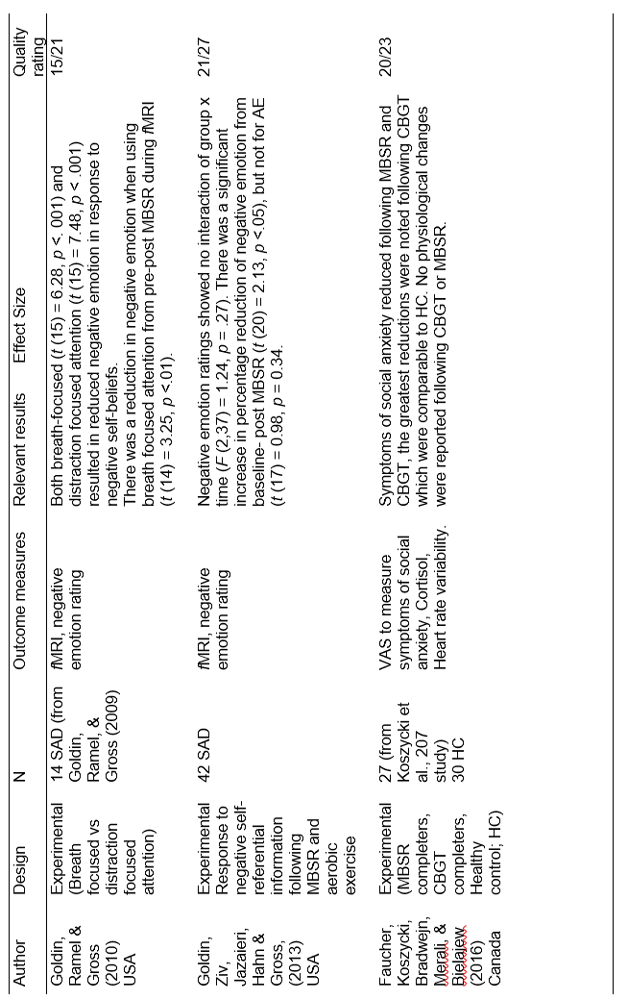 Author
Design
N
Outcome measures
Relevant results
Effect Size
Quality
rating
Goldin,
Ramel &
Gross
(2010)
USA
Experimental
(Breath
focused vs
distraction
focused
attention)
14 SAD (from
Goldin,
Ramel, &
Gross (2009)
fMRI, negative
emotion rating
Both breath-focused (t (15) = 6.28, p <. 001) and
distraction focused attention (t (15) = 7.48, p < .001)
resulted in reduced negative emotion in response to
negative self-beliefs.
There was a reduction in negative emotion when using
breath focused attention from pre-post MBSR during fMRI
(t (14) = 3.25, p <.01).
15/21
Goldin,
Ziv,
Jazaieri,
Hahn &
Gross,
(2013)
USA
Experimental
Response to
negative self-
referential
information
following
MBSR and
aerobic
exercise
42 SAD
fMRI, negative
emotion rating
Negative emotion ratings showed no interaction of group x
time (F (2,37) = 1.24, p = .27). There was a significant
increase in percentage reduction of negative emotion from
baseline- post MBSR (t (20) = 2.13, p <.05), but not for AE
(t (17) = 0.98, p = 0.34.
21/27
Faucher,
Koszycki,
Bradwejn,
Merali, &
Bielajew
(2016)
Canada
Experimental
(MBSR
completers,
CBGT
completers,
Healthy
control; HC)
27 (from
Koszycki et
al., 207
study)
30 HC
VAS to measure
symptoms of social
anxiety, Cortisol,
Heart rate variability.
Symptoms of social anxiety reduced following MBSR and
CBGT, the greatest reductions were noted following CBGT
which were comparable to HC. No physiological changes
were reported following CBGT or MBSR.
20/23